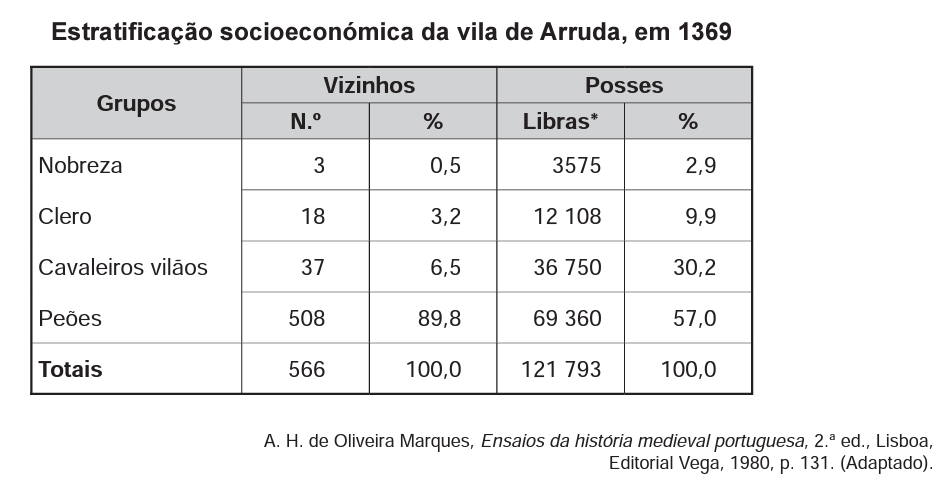 Estratificação socioeconómica da vila de Arruda, em 1369
Grupos Vizinhos Posses
N.º % Libras* %
Nobreza 3 0,5 3575 2,9
Clero 18 3,2 12 108 9,9
Cavaleiros vilãos 37 6,5 36 750 30,2
Peões 508 89,8 69 360 57,0
Totais 566 100,0 121 793 100,0
A. H. de Oliveira Marques, Ensaios da história medieval portuguesa, 2.ª ed., Lisboa,
Editorial Vega, 1980, p. 131. (Adaptado).